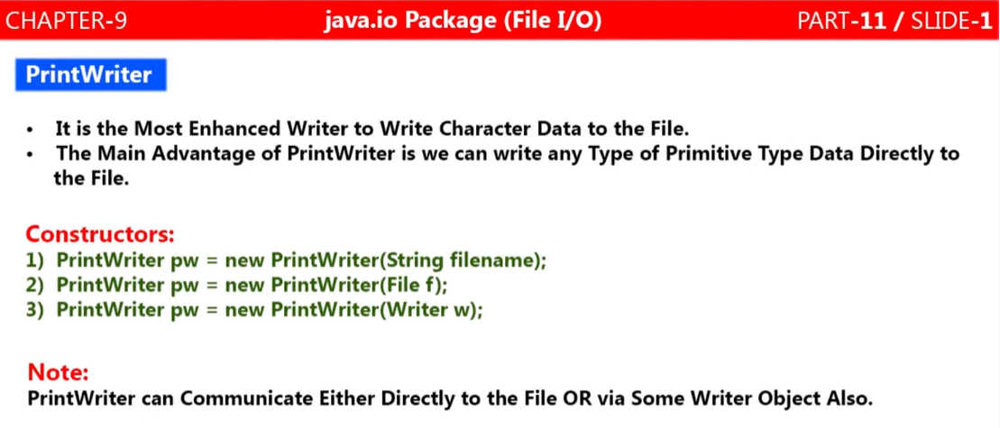 CHAPTER-9 java.io Package (File I/O) PART-11 / SLIDE-1
PrintWriter
• It is the Most Enhanced Writer to Write Character Data to the File.
• The Main Advantage of PrintWriter is we can write any Type of Primitive Type Data Directly to
the File.
Constructors:
1) PrintWriter pw = new PrintWriter(String filename);
2) PrintWriter pw = new PrintWriter(File f);
3) PrintWriter pw = new PrintWriter(Writer w);
Note:
PrintWriter can Communicate Either Directly to the File OR via Some Writer Object Also.